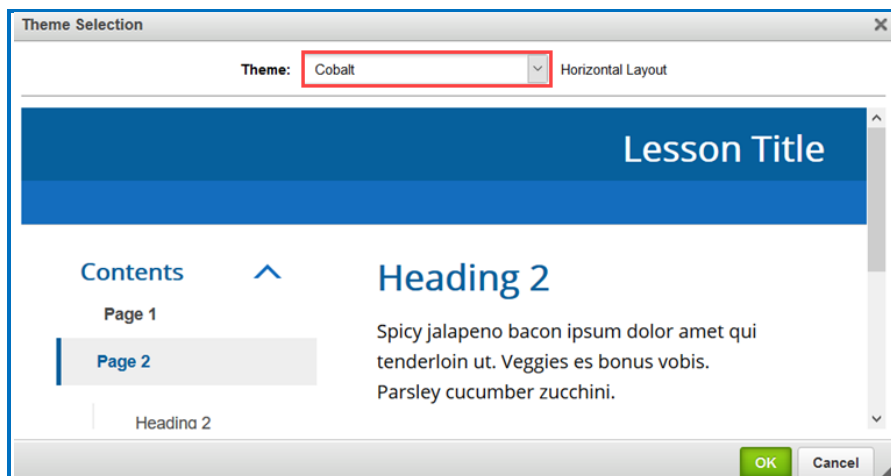 Theme Selection
Theme: Cobalt Horizontal Layout
Lesson Title
Contents
Page 1
Page 2
Heading 2
Heading 2
Spicy jalapeno bacon ipsum dolor amet qui
tenderloin ut. Veggies es bonus vobis.
Parsley cucumber zucchini.
OK Cancel